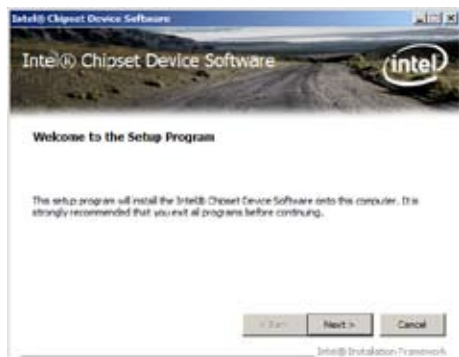 Intel® Chipset Device Software
Intel® Chipset Device Software
intel
Welcome to the Setup Program
This setup program will install the Intel® Chipset Device Software onto this computer. It is
strongly recommended that you exit all programs before continuing.
< Back
Next >
Cancel
Intel® Installation Framework